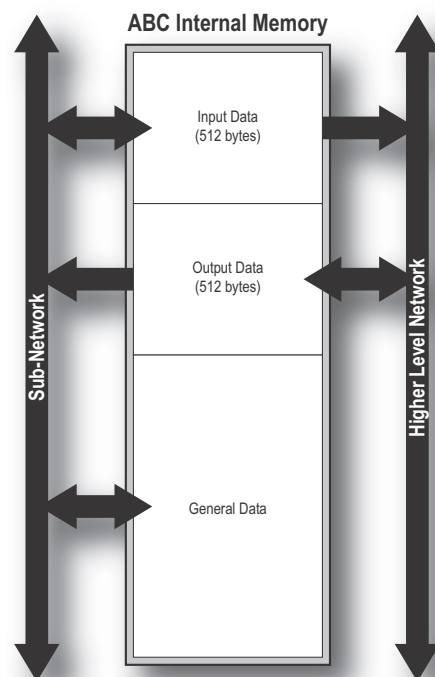 ABC Internal Memory
Input Data
(512 bytes)
Output Data
(512 bytes)
General Data
Sub-Network
Higher Level Network